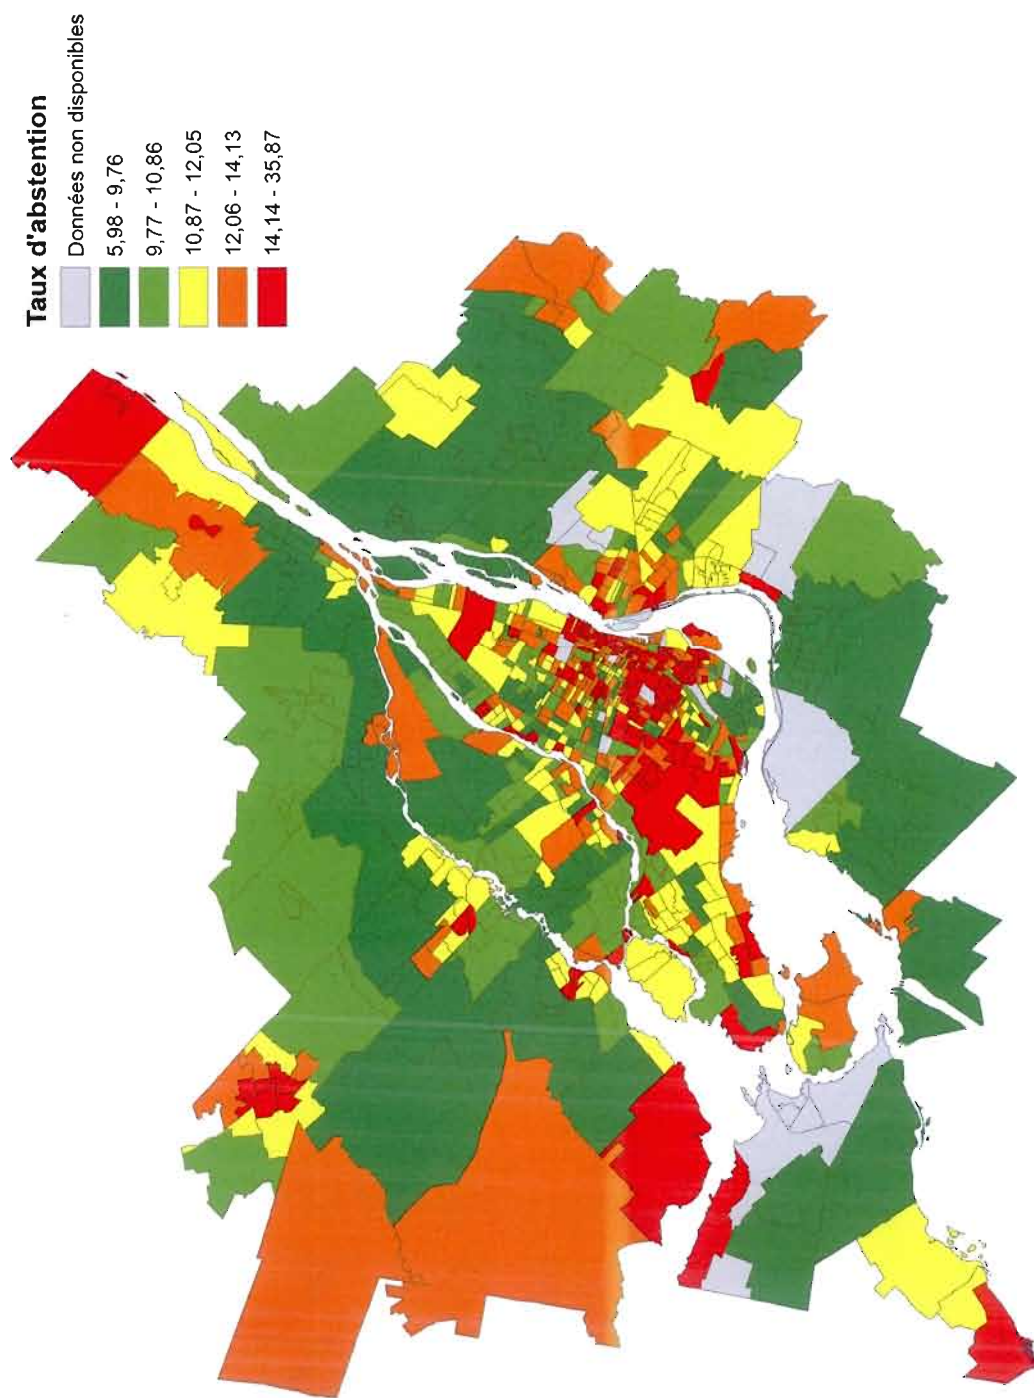 Taux d'abstention
Données non disponibles
5,98 - 9,76
9,77 - 10,86
10,87 - 12,05
12,06 - 14,13
14,14 - 35,87